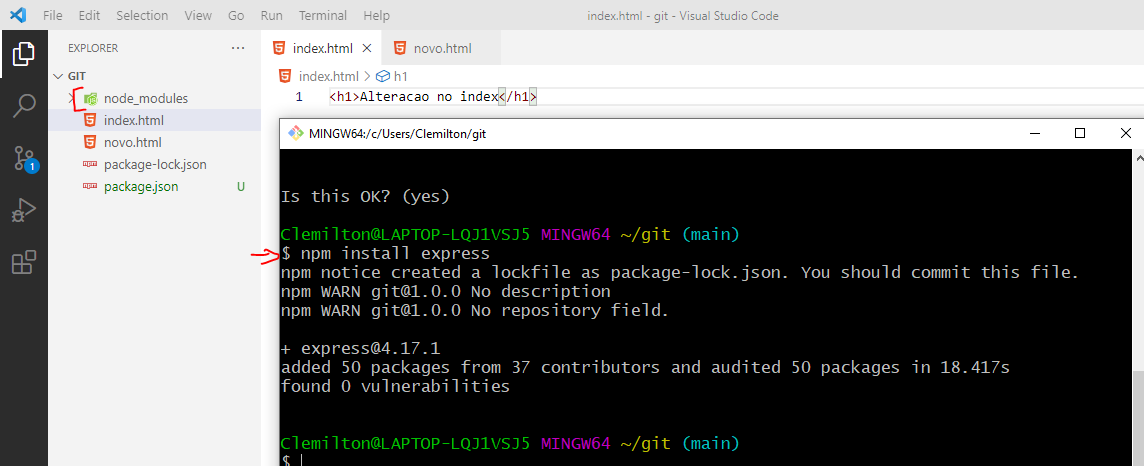 File Edit Selection View Go Run Terminal Help index.html - git - Visual Studio Code
EXPLORER
GIT
node_modules
index.html
novo.html
package-lock.json
package.json U
1
index.html novo.html
index.html > h1
1 <h1>Alteracao no index</h1>
MINGW64:/c/Users/Clemilton/git
Is this OK? (yes)
Clemilton@LAPTOP-LQJ1VSJ5 MINGW64 ~/git (main)
$ npm install express
npm notice created a lockfile as package-lock.json. You should commit this file.
npm WARN git@1.0.0 No description
npm WARN git@1.0.0 No repository field.
+ express@4.17.1
added 50 packages from 37 contributors and audited 50 packages in 18.417s
found 0 vulnerabilities
Clemilton@LAPTOP-LQJ1VSJ5 MINGW64 ~/git (main)
$